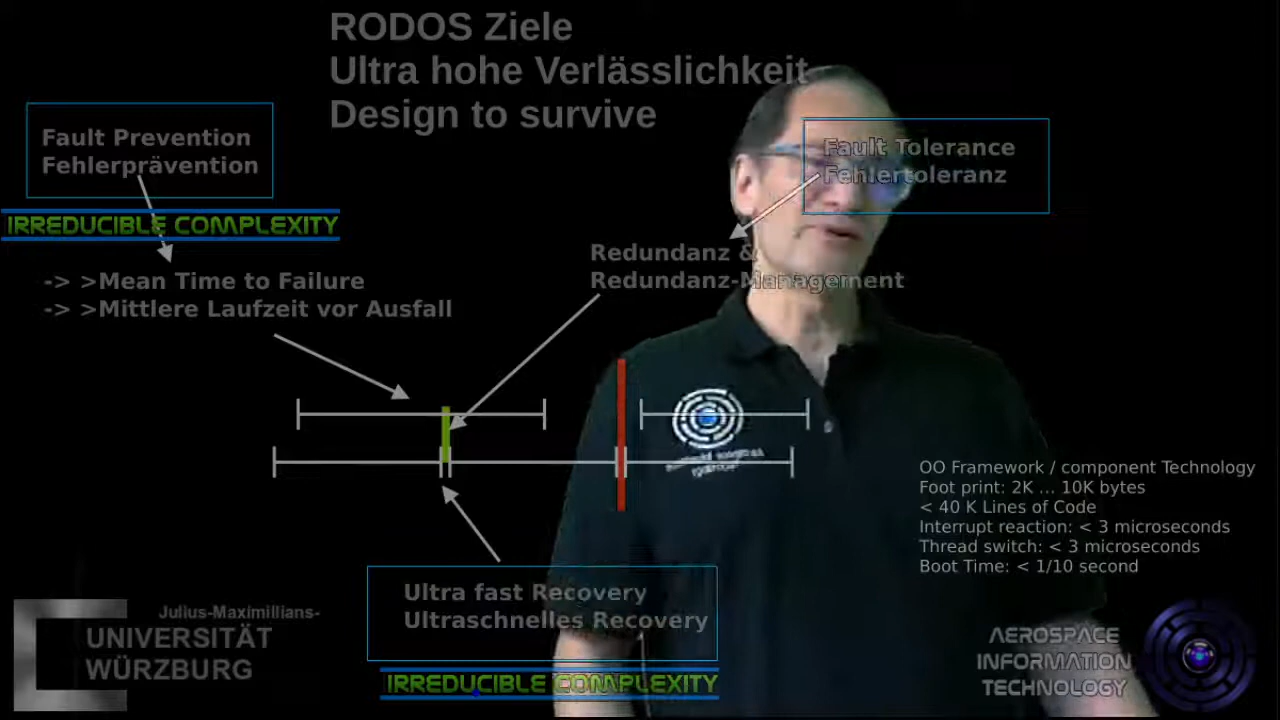 RODOS Ziele
Ultra hohe Verlässlichkeit
Design to survive
Fault Prevention
Fehlerprävention
IRREDUCIBLE COMPLEXITY
-> >Mean Time to Failure
-> >Mittlere Laufzeit vor Ausfall
Fault Tolerance
Fehlertoleranz
Redundanz &
Redundanz-Management
OO Framework / component Technology
Foot print: 2K ... 10K bytes
< 40 K Lines of Code
Interrupt reaction: < 3 microseconds
Thread switch: < 3 microseconds
Boot Time: < 1/10 second
Ultra fast Recovery
Ultraschnelles Recovery
IRREDUCIBLE COMPLEXITY
Julius-Maximilians-
UNIVERSITÄT
WÜRZBURG
AEROSPACE
INFORMATION
TECHNOLOGY